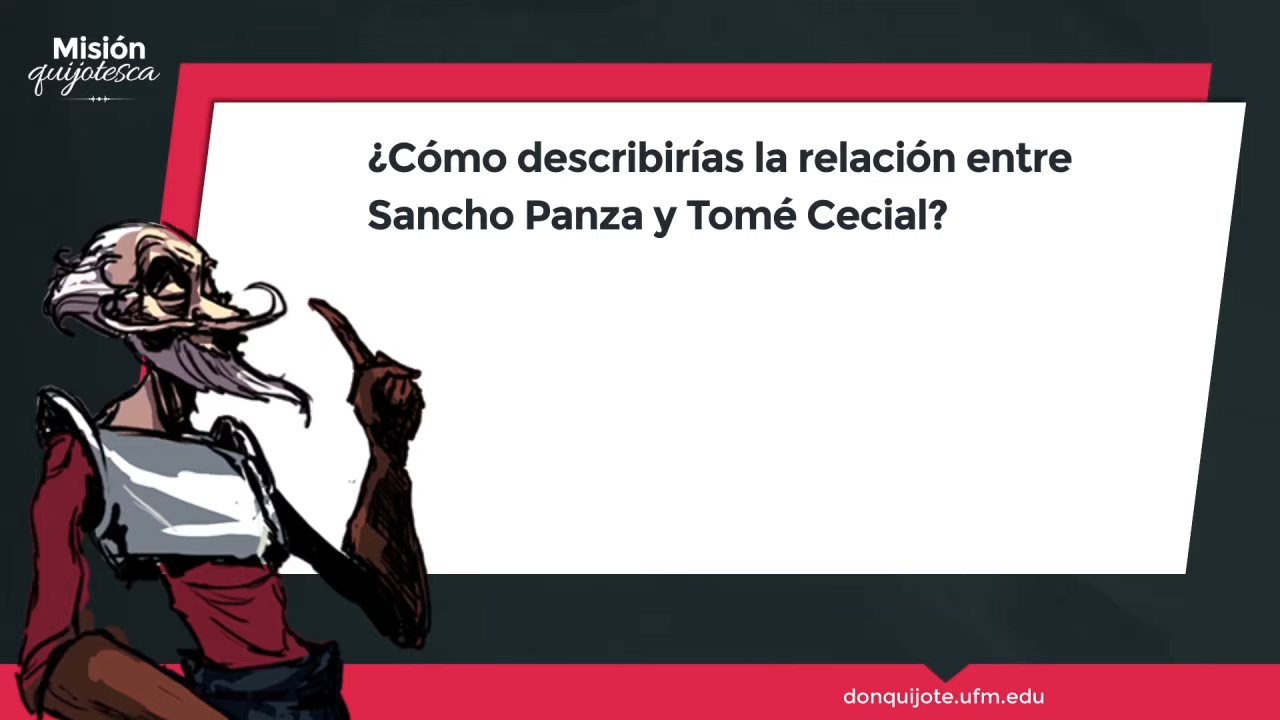 Misión
quijotesca
¿Cómo describirías la relación entre
Sancho Panza y Tomé Cecial?
donquijote.ufm.edu